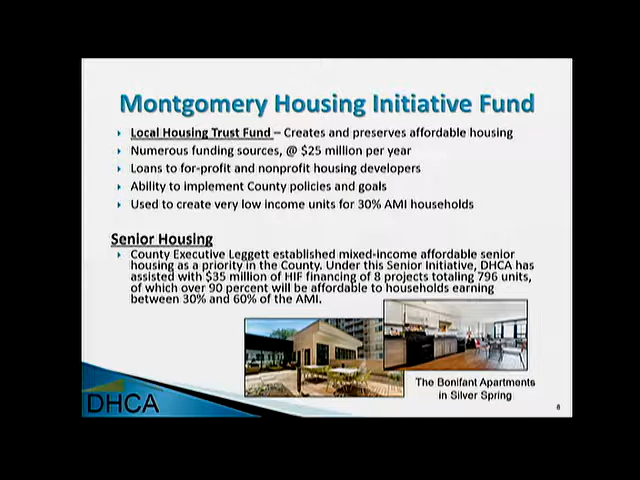 Montgomery Housing Initiative Fund
Local Housing Trust Fund – Creates and preserves affordable housing
Numerous funding sources, @ $25 million per year
Loans to for-profit and nonprofit housing developers
Ability to implement County policies and goals
Used to create very low income units for 30% AMI households
Senior Housing
County Executive Leggett established mixed-income affordable senior
housing as a priority in the County. Under this Senior Initiative, DHCA has
assisted with $35 million of HIF financing of 8 projects totaling 796 units,
of which over 90 percent will be affordable to households earning
between 30% and 60% of the AMI.
The Bonifant Apartments
in Silver Spring
DHCA
8